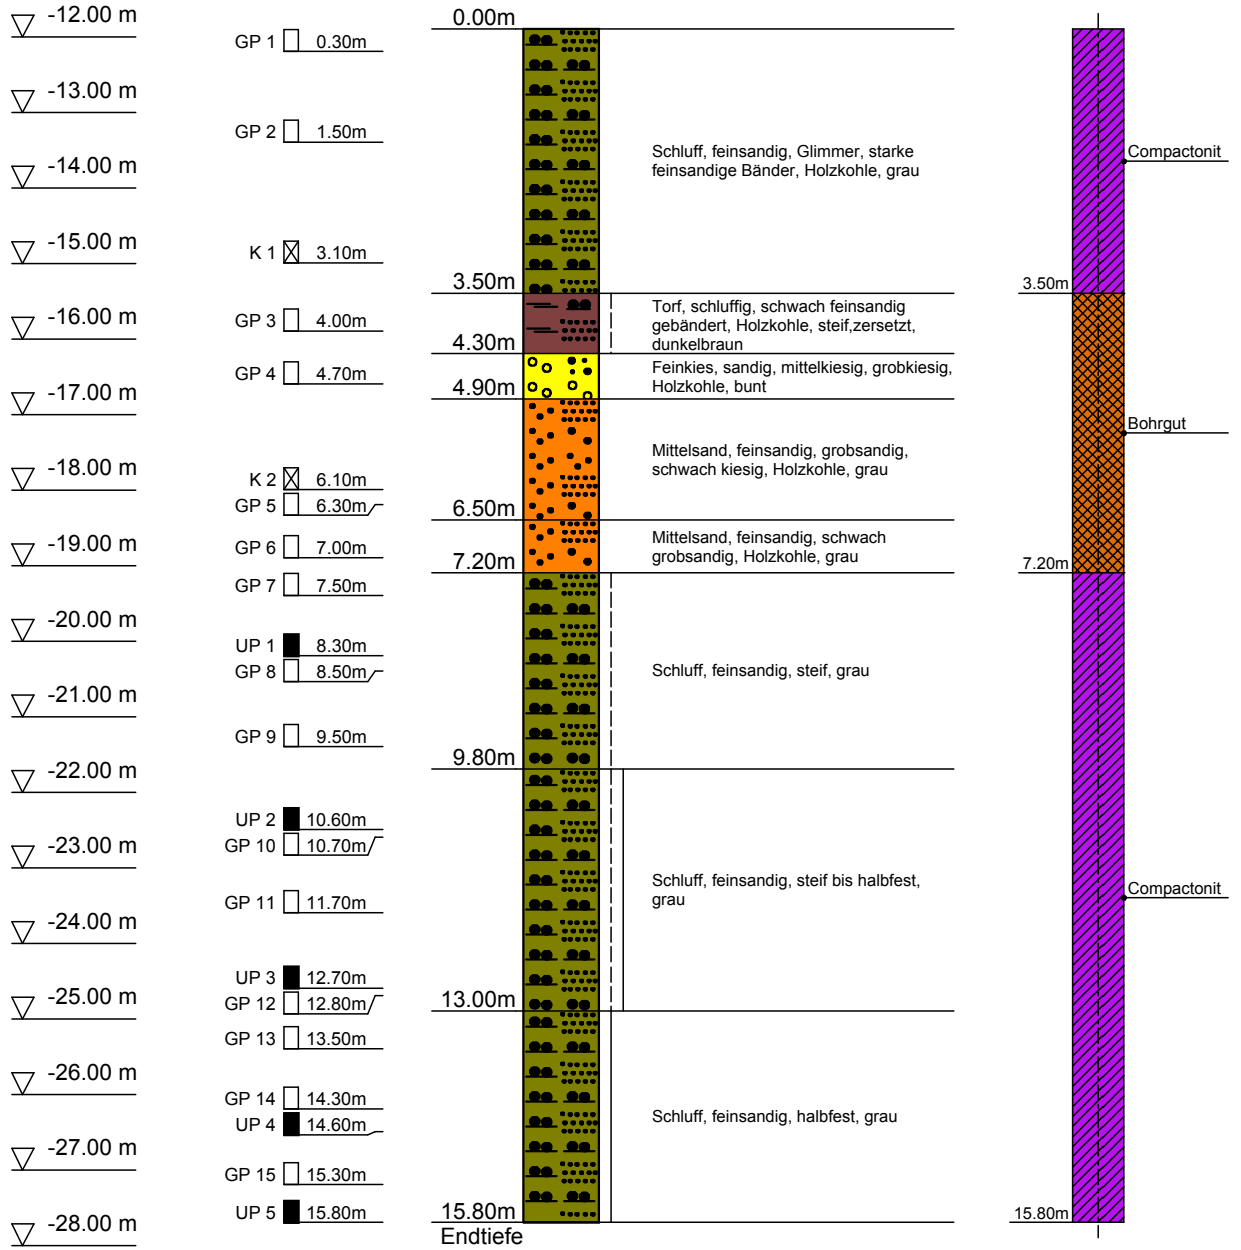 -12.00 m
-13.00 m
-14.00 m
-15.00 m
-16.00 m
-17.00 m
-18.00 m
-19.00 m
-20.00 m
-21.00 m
-22.00 m
-23.00 m
-24.00 m
-25.00 m
-26.00 m
-27.00 m
-28.00 m
GP 1 0.30m
GP 2 1.50m
K 1 3.10m
GP 3 4.00m
GP 4 4.70m
K 2 6.10m
GP 5 6.30m
GP 6 7.00m
GP 7 7.50m
UP 1 8.30m
GP 8 8.50m
GP 9 9.50m
UP 2 10.60m
GP 10 10.70m
GP 11 11.70m
UP 3 12.70m
GP 12 12.80m
GP 13 13.50m
GP 14 14.30m
UP 4 14.60m
GP 15 15.30m
UP 5 15.80m
0.00m
3.50m
4.30m
4.90m
6.50m
7.20m
9.80m
13.00m
15.80m
Endtiefe
Schluff, feinsandig, Glimmer, starke
feinsandige Bänder, Holzkohle, grau
Torf, schluffig, schwach feinsandig
gebändert, Holzkohle, steif,zersetzt,
dunkelbraun
Feinkies, sandig, mittelkiesig, grobkiesig,
Holzkohle, bunt
Mittelsand, feinsandig, grobsandig,
schwach kiesig, Holzkohle, grau
Mittelsand, feinsandig, schwach
grobsandig, Holzkohle, grau
Schluff, feinsandig, steif, grau
Schluff, feinsandig, steif bis halbfest,
grau
Schluff, feinsandig, halbfest, grau
Compactonit
3.50m
Bohrgut
7.20m
Compactonit
15.80m